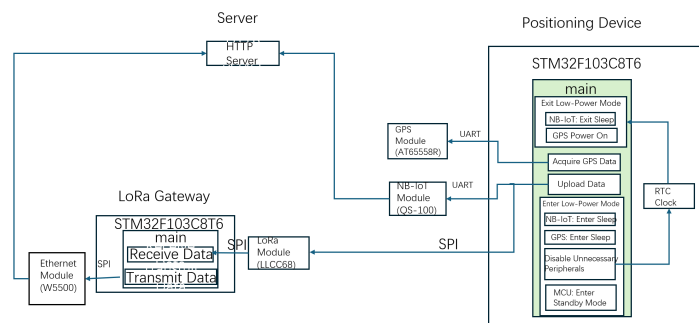 Server
Positioning Device
HTTP
Server
STM32F103C8T6
main
Exit Low-Power Mode
NB-IoT: Exit Sleep
GPS Power On
GPS
Module
(AT65558R)
UART
Acquire GPS Data
NB-IoT
Module
(QS-100)
UART
Upload Data
RTC
Clock
Enter Low-Power Mode
NB-IoT: Enter Sleep
GPS: Enter Sleep
Disable Unnecessary
Peripherals
MCU: Enter
Standby Mode
LoRa Gateway
STM32F103C8T6
main
Receive Data
Transmit Data
SPI
LoRa
Module
(LLCC68)
SPI
SPI
Ethernet
Module
(W5500)